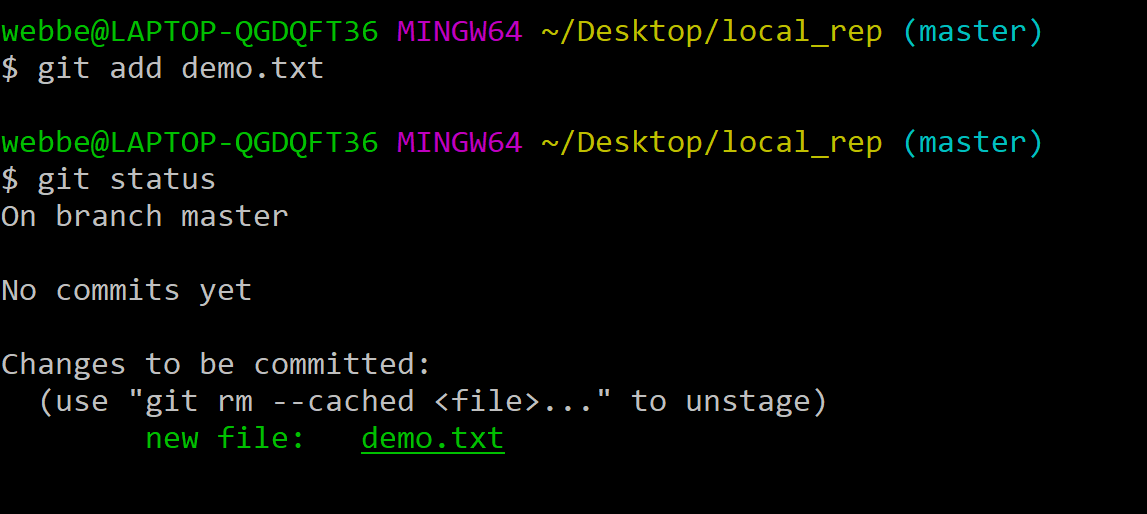 webbe@LAPTOP-QGDQFT36 MINGW64 ~/Desktop/local_rep (master)
$ git add demo.txt
webbe@LAPTOP-QGDQFT36 MINGW64 ~/Desktop/local_rep (master)
$ git status
On branch master
No commits yet
Changes to be committed:
  (use "git rm --cached <file>..." to unstage)
        new file:   demo.txt